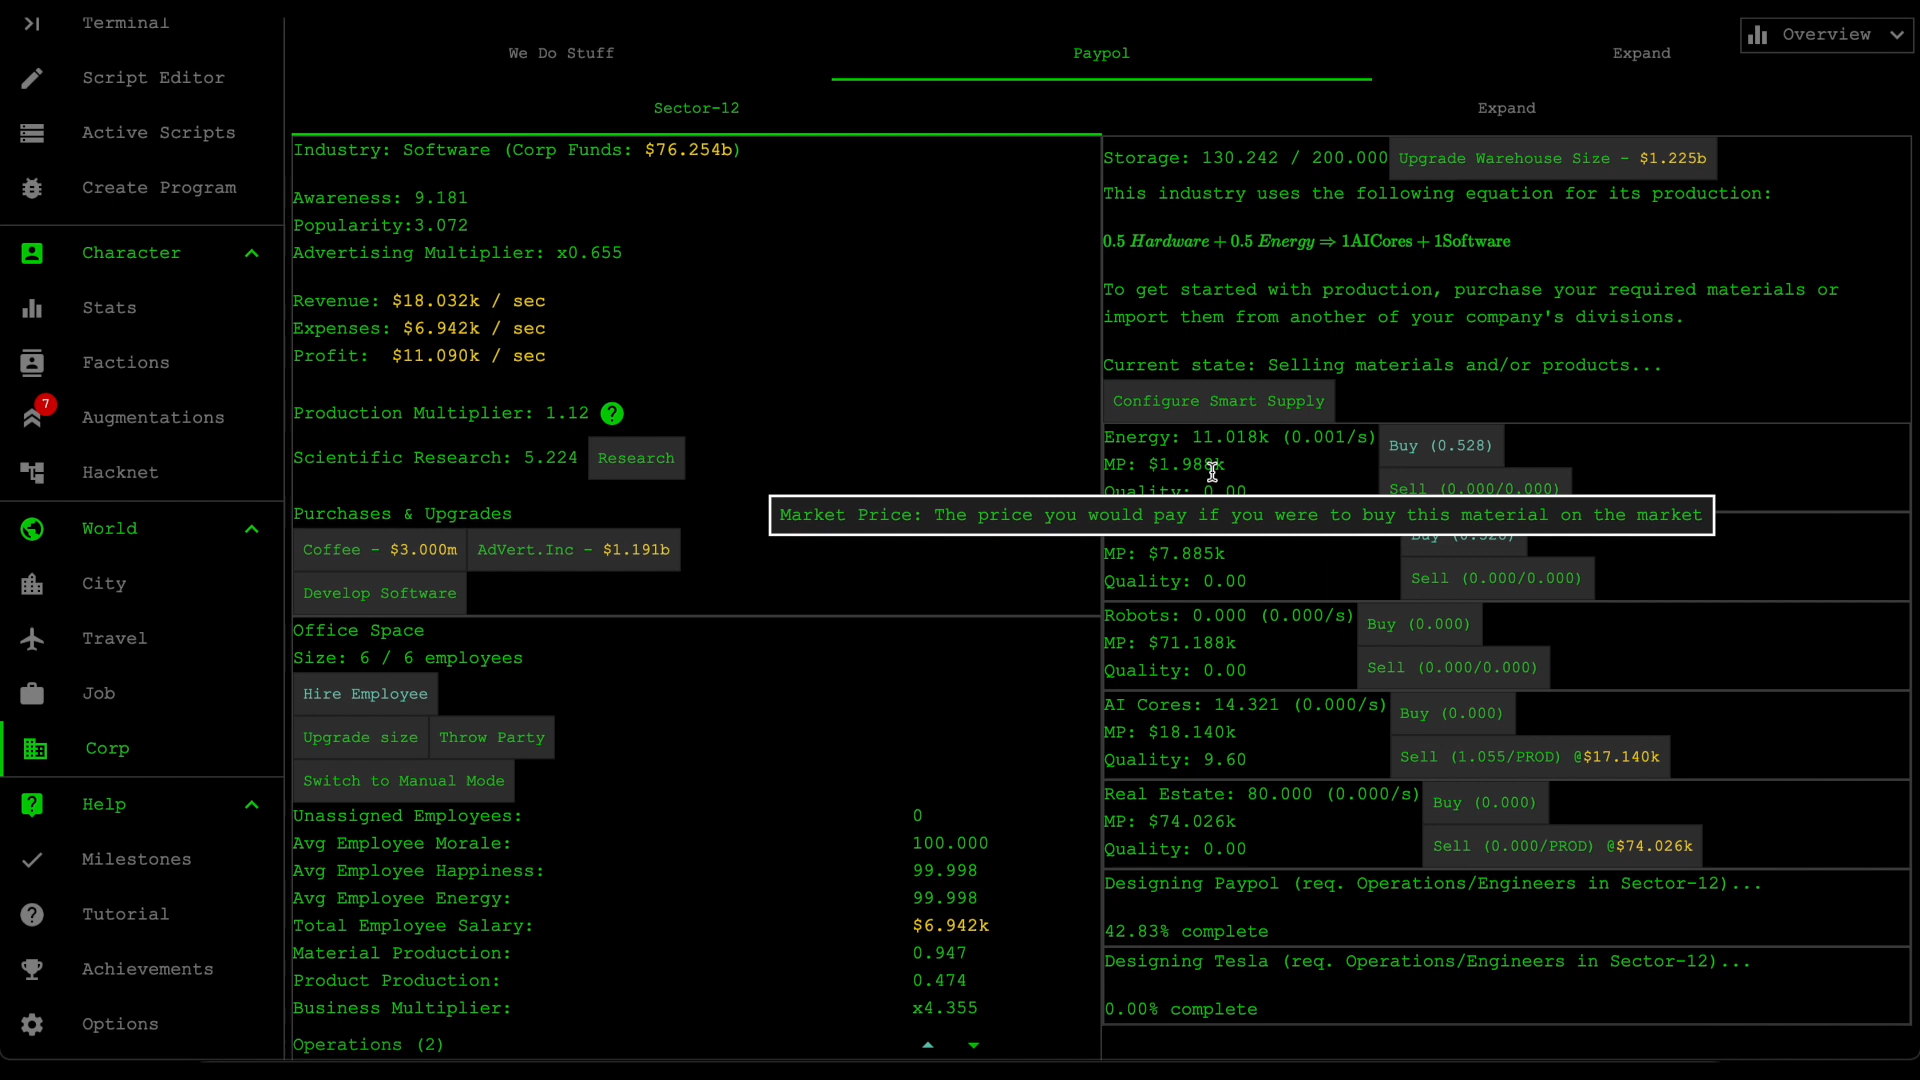 Terminal
Script Editor
Active Scripts
Create Program
Character
Stats
Factions
7
Augmentations
Hacknet
World
City
Travel
Job
Corp
Help
Milestones
Tutorial
Achievements
Options
We Do Stuff
Paypol
Expand
Overview
Sector-12
Expand
Industry: Software (Corp Funds: $76.254b)
Awareness: 9.181
Popularity:3.072
Advertising Multiplier: x0.655
Revenue: $18.032k / sec
Expenses: $6.942k / sec
Profit: $11.090k / sec
Production Multiplier: 1.12 ?
Scientific Research: 5.224 Research
Purchases & Upgrades
Coffee - $3.000m AdVert.Inc - $1.191b
Develop Software
Office Space
Size: 6 / 6 employees
Hire Employee
Upgrade size Throw Party
Switch to Manual Mode
Unassigned Employees: 0
Avg Employee Morale: 100.000
Avg Employee Happiness: 99.998
Avg Employee Energy: 99.998
Total Employee Salary: $6.942k
Material Production: 0.947
Product Production: 0.474
Business Multiplier: x4.355
Operations (2)
Storage: 130.242 / 200.000 Upgrade Warehouse Size - $1.225b
This industry uses the following equation for its production:
0.5 Hardware + 0.5 Energy ⇒ 1AICores + 1Software
To get started with production, purchase your required materials or
import them from another of your company's divisions.
Current state: Selling materials and/or products...
Configure Smart Supply
Energy: 11.018k (0.001/s) Buy (0.528)
MP: $1.988k
Quality: 0.00 Sell (0.000/0.000)
Market Price: The price you would pay if you were to buy this material on the market
MP: $7.885k
Quality: 0.00 Sell (0.000/0.000)
Robots: 0.000 (0.000/s) Buy (0.000)
MP: $71.188k
Quality: 0.00 Sell (0.000/0.000)
AI Cores: 14.321 (0.000/s) Buy (0.000)
MP: $18.140k
Quality: 9.60 Sell (1.055/PROD) @$17.140k
Real Estate: 80.000 (0.000/s) Buy (0.000)
MP: $74.026k
Quality: 0.00 Sell (0.000/PROD) @$74.026k
Designing Paypol (req. Operations/Engineers in Sector-12)...
42.83% complete
Designing Tesla (req. Operations/Engineers in Sector-12)...
0.00% complete